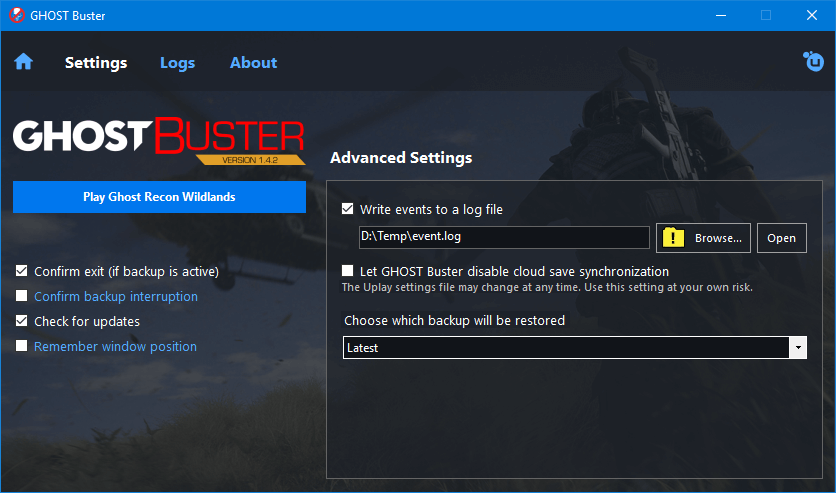 GHOST Buster
Settings
Logs
About
GHOSTBUSTER
VERSION 1.4.2
Play Ghost Recon Wildlands
Confirm exit (if backup is active)
Confirm backup interruption
Check for updates
Remember window position
Advanced Settings
Write events to a log file
D:\Temp\event.log
Browse...
Open
Let GHOST Buster disable cloud save synchronization
The Uplay settings file may change at any time. Use this setting at your own risk.
Choose which backup will be restored
Latest